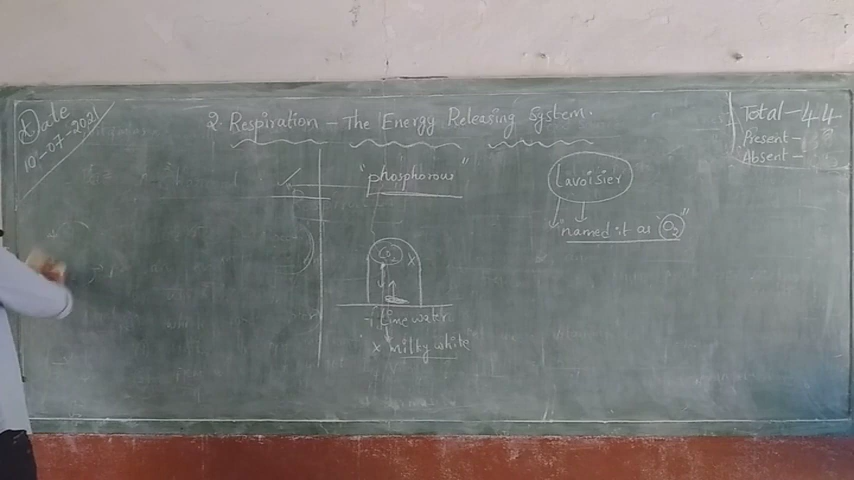 Date
10-07-2021
2. Respiration - The Energy Releasing System.
Total - 44
Present -
Absent -
"phosphorous"
Lavoisier
"named it as O2"
CO2 x
Lime water
x milky white